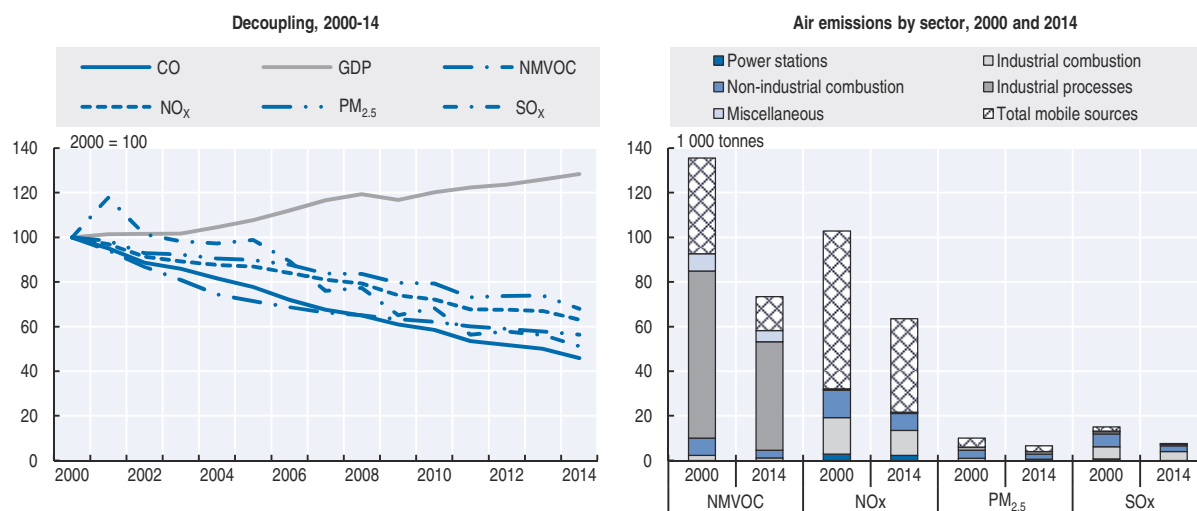 Decoupling, 2000-14
CO
GDP
NMVOC
NOX
PM2.5
SOX
2000 = 100
140
120
100
80
60
40
20
0
2000 2002 2004 2006 2008 2010 2012 2014
Air emissions by sector, 2000 and 2014
Power stations
Industrial combustion
Non-industrial combustion
Industrial processes
Miscellaneous
Total mobile sources
1 000 tonnes
140
120
100
80
60
40
20
0
2000 2014 2000 2014 2000 2014 2000 2014
NMVOC NOx PM2.5 SOx